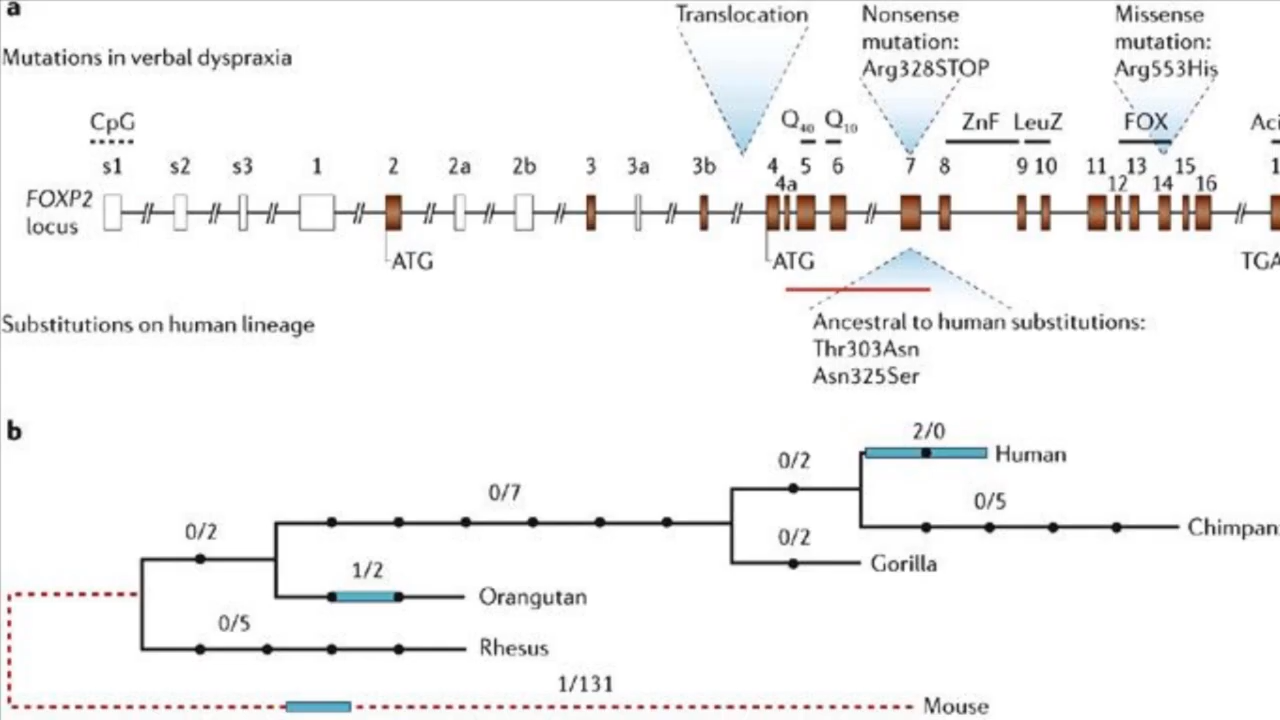 a
Translocation
Nonsense
mutation:
Arg328STOP
Missense
mutation:
Arg553His
Mutations in verbal dyspraxia
CpG
Q40 Q10 ZnF LeuZ FOX Aci
s1 s2 s3 1 2 2a 2b 3 3a 3b 4 4a 5 6 7 8 9 10 11 12 13 14 15 16 1
FOXP2
locus
ATG ATG TGA
Substitutions on human lineage
Ancestral to human substitutions:
Thr303Asn
Asn325Ser
b
2/0
Human
0/2
0/7
0/5
Chimpan
0/2
0/2
Gorilla
1/2
Orangutan
0/5
Rhesus
1/131
Mouse